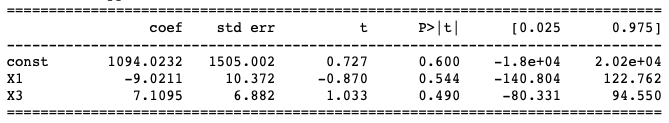 ==============================================================================
coef std err t P>|t| [0.025 0.975]
------------------------------------------------------------------------------
const 1094.0232 1505.002 0.727 0.600 -1.8e+04 2.02e+04
X1 -9.0211 10.372 -0.870 0.544 -140.804 122.762
X3 7.1095 6.882 1.033 0.490 -80.331 94.550
==============================================================================